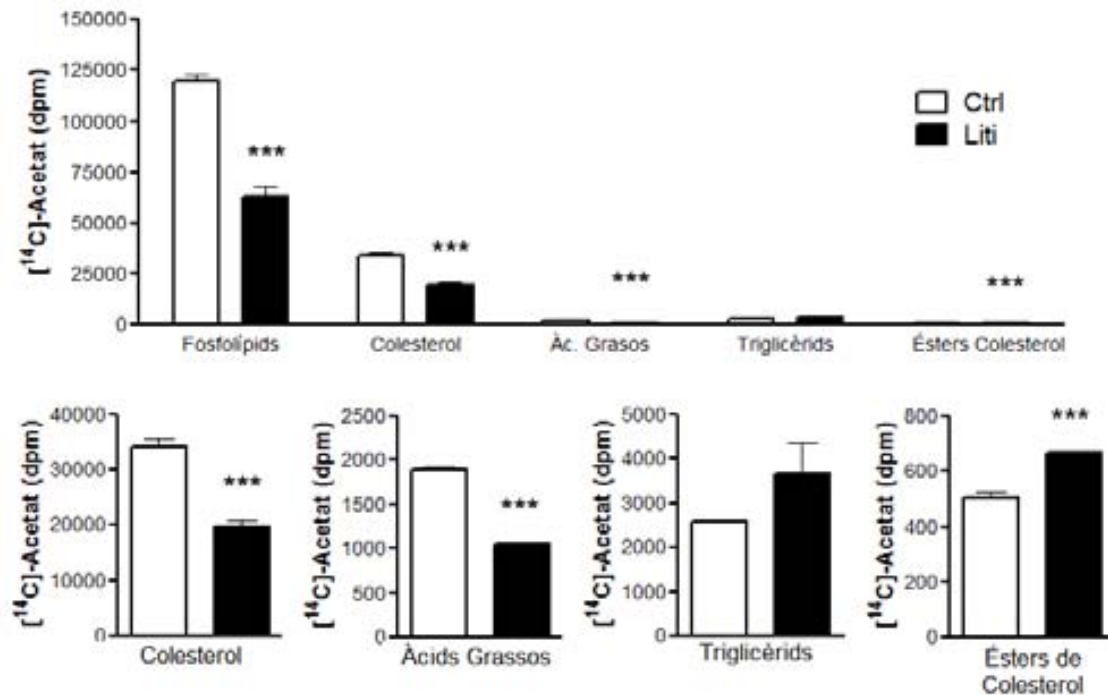 150000
125000
100000
75000
50000
25000
0
[¹⁴C]-Acetat (dpm)
Ctrl
Liti
***
***
***
***
Fosfolípids
Colesterol
Àc. Grasos
Triglicèrids
Ésters Colesterol
40000
30000
20000
10000
0
[¹⁴C]-Acetat (dpm)
***
Colesterol
2500
2000
1500
1000
500
0
[¹⁴C]-Acetat (dpm)
***
Àcids Grassos
5000
4000
3000
2000
1000
0
[¹⁴C]-Acetat (dpm)
Triglicèrids
800
600
400
200
0
[¹⁴C]-Acetat (dpm)
***
Ésters de
Colesterol